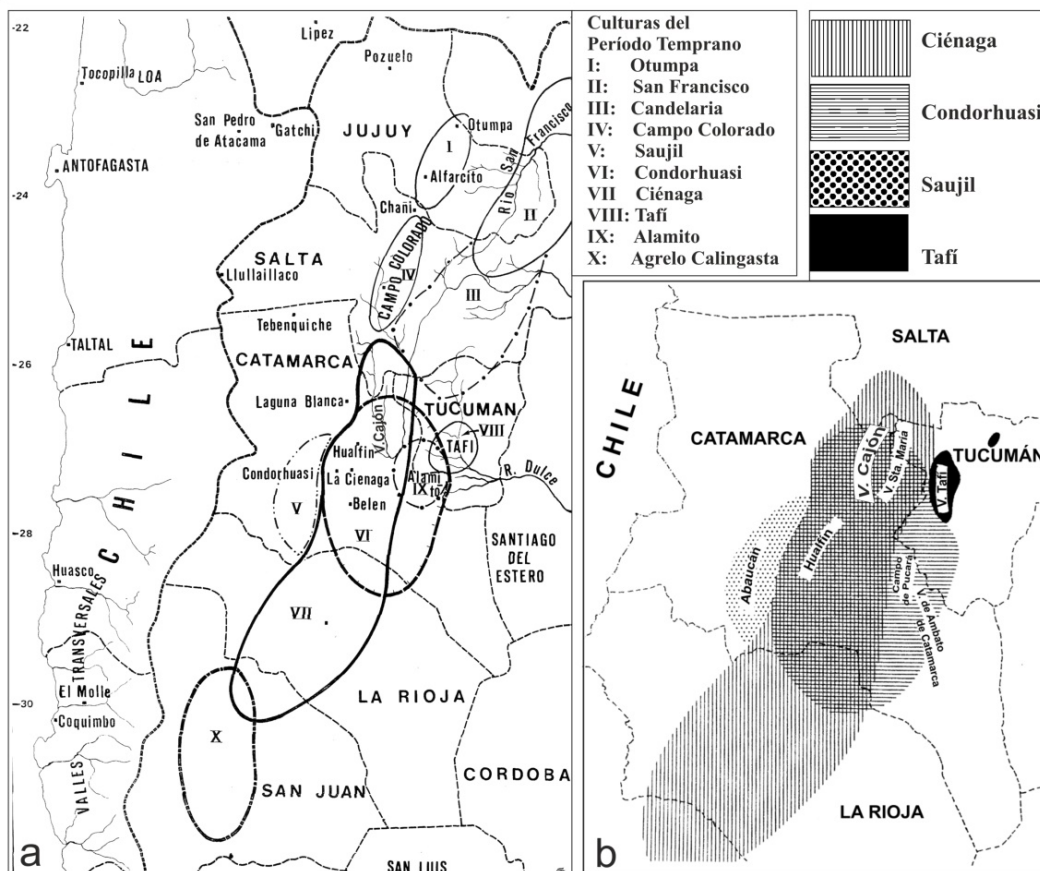 -22
-24
-26
-28
-30
Lipez
Pozuelo
Tocopilla LOA
San Pedro
de Atacama
Gatchi
JUJUY
Otumpa
I
Alfarcito
Río San Francisco
II
ANTOFAGASTA
Chañi
CAMPO COLORADO
IV
SALTA
Llullaillaco
III
Tebenquiche
TALTAL
CATAMARCA
Laguna Blanca
V.Cajón
TUCUMAN
VIII
TAFI
Hualfin
Condorhuasi
La Cienaga
Alamito
IX
R. Dulce
V
Belen
VI
SANTIAGO
DEL
ESTERO
CHILE
Huasco
VALLES TRANSVERSALES
VII
El Molle
Coquimbo
LA RIOJA
X
SAN JUAN
CORDOBA
SAN LUIS
a
Culturas del
Período Temprano
I: Otumpa
II: San Francisco
III: Candelaria
IV: Campo Colorado
V: Saujil
VI: Condorhuasi
VII Ciénaga
VIII: Tafí
IX: Alamito
X: Agrelo Calingasta
Ciénaga
Condorhuasi
Saujil
Tafí
SALTA
CHILE
CATAMARCA
V. Cajón
V. Sta. María
TUCUMÁN
V. Tafí
Hualfín
Abaucán
Campo
de Pucará
V. de Ambato
de Catamarca
LA RIOJA
b